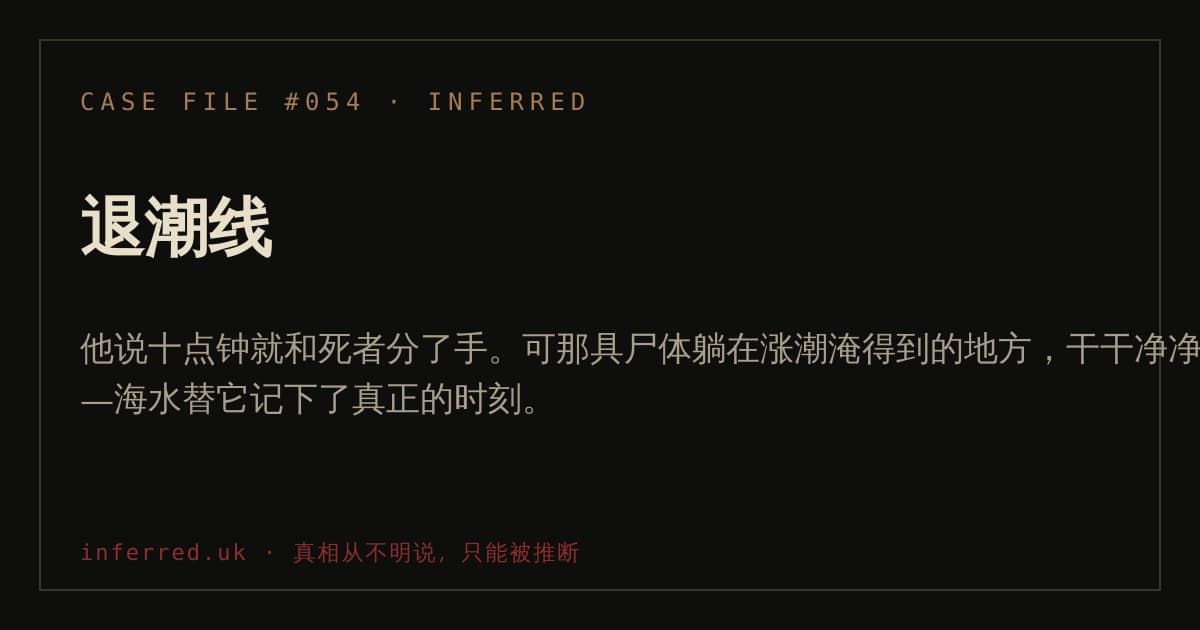 CASE FILE #054 · INFERRED
退潮线
他说十点钟就和死者分了手。可那具尸体躺在涨潮淹得到的地方，干干净净
—海水替它记下了真正的时刻。
inferred.uk · 真相从不明说，只能被推断